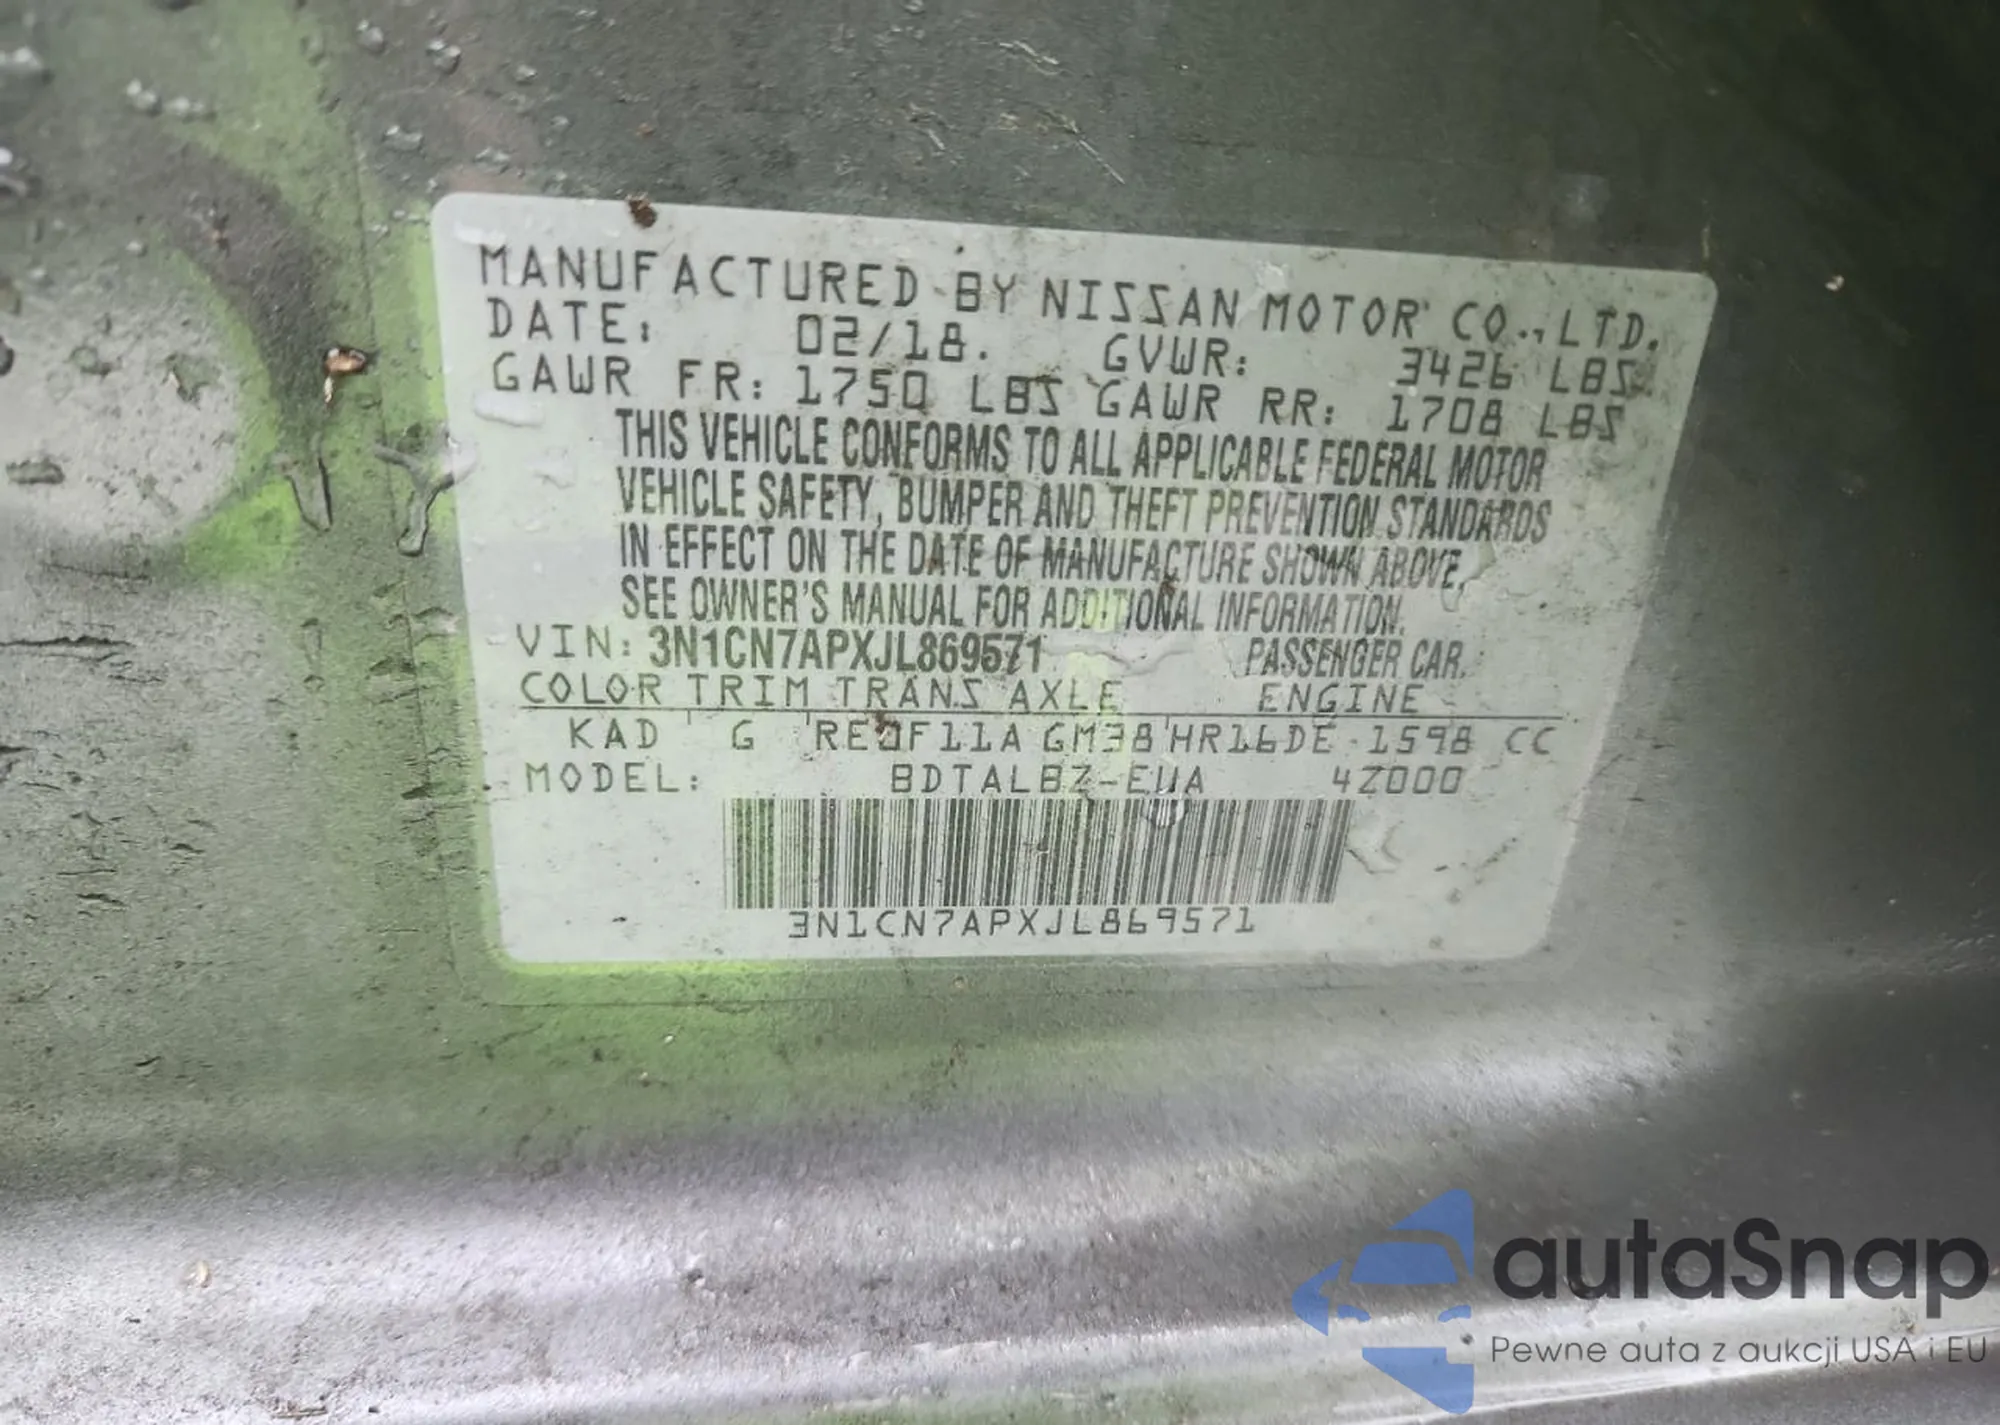 MANUFACTURED BY NISSAN MOTOR CO., LTD.
DATE: 02/18. GVWR: 3426 LBS.
GAWR FR: 1750 LBS GAWR RR: 1708 LBS
THIS VEHICLE CONFORMS TO ALL APPLICABLE FEDERAL MOTOR
VEHICLE SAFETY, BUMPER AND THEFT PREVENTION STANDARDS
IN EFFECT ON THE DATE OF MANUFACTURE SHOWN ABOVE.
SEE OWNER'S MANUAL FOR ADDITIONAL INFORMATION.
VIN: 3N1CN7APXJL869571 PASSENGER CAR.
COLOR TRIM TRANS AXLE ENGINE
KAD G RE0F11A GM38 HR16DE 1598 CC
MODEL: BDTALBZ-EUA 4Z000
3N1CN7APXJL869571
autaSnap
Pewne auta z aukcji USA i EU